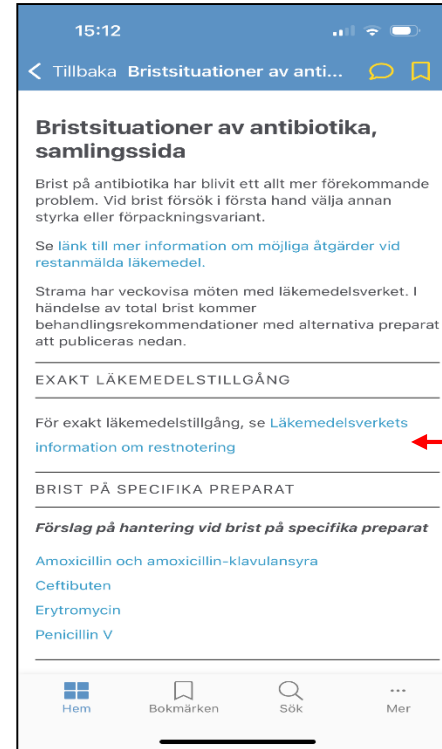 15:12
Tillbaka Bristsituationer av anti...
Bristsituationer av antibiotika,
samlingssida
Brist på antibiotika har blivit ett allt mer förekommande
problem. Vid brist försök i första hand välja annan
styrka eller förpackningsvariant.
Se länk till mer information om möjliga åtgärder vid
restanmälda läkemedel.
Strama har veckovisa möten med läkemedelsverket. I
händelse av total brist kommer
behandlingsrekommendationer med alternativa preparat
att publiceras nedan.
EXAKT LÄKEMEDELSTILLGÅNG
För exakt läkemedelstillgång, se Läkemedelsverkets
information om restnotering
BRIST PÅ SPECIFIKA PREPARAT
Förslag på hantering vid brist på specifika preparat
Amoxicillin och amoxicillin-klavulansyra
Ceftibuten
Erytromycin
Penicillin V
Hem Bokmärken Sök Mer